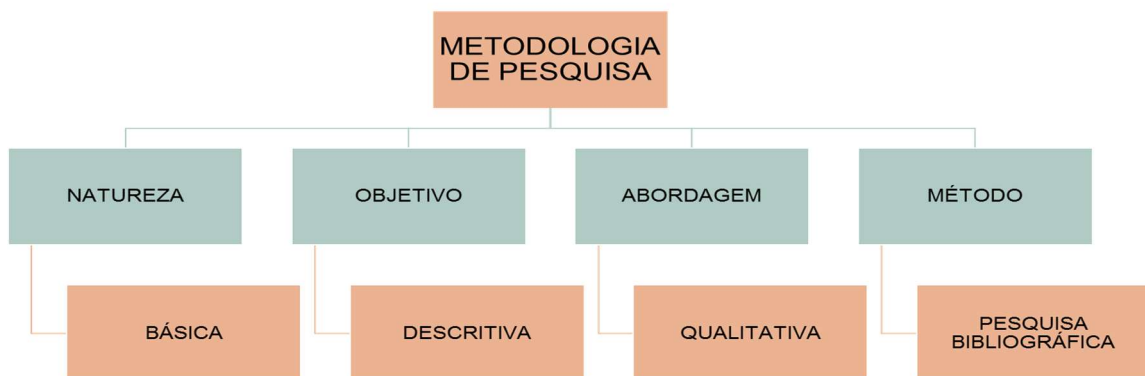 METODOLOGIA
DE PESQUISA
NATUREZA
OBJETIVO
ABORDAGEM
MÉTODO
BÁSICA
DESCRITIVA
QUALITATIVA
PESQUISA
BIBLIOGRÁFICA